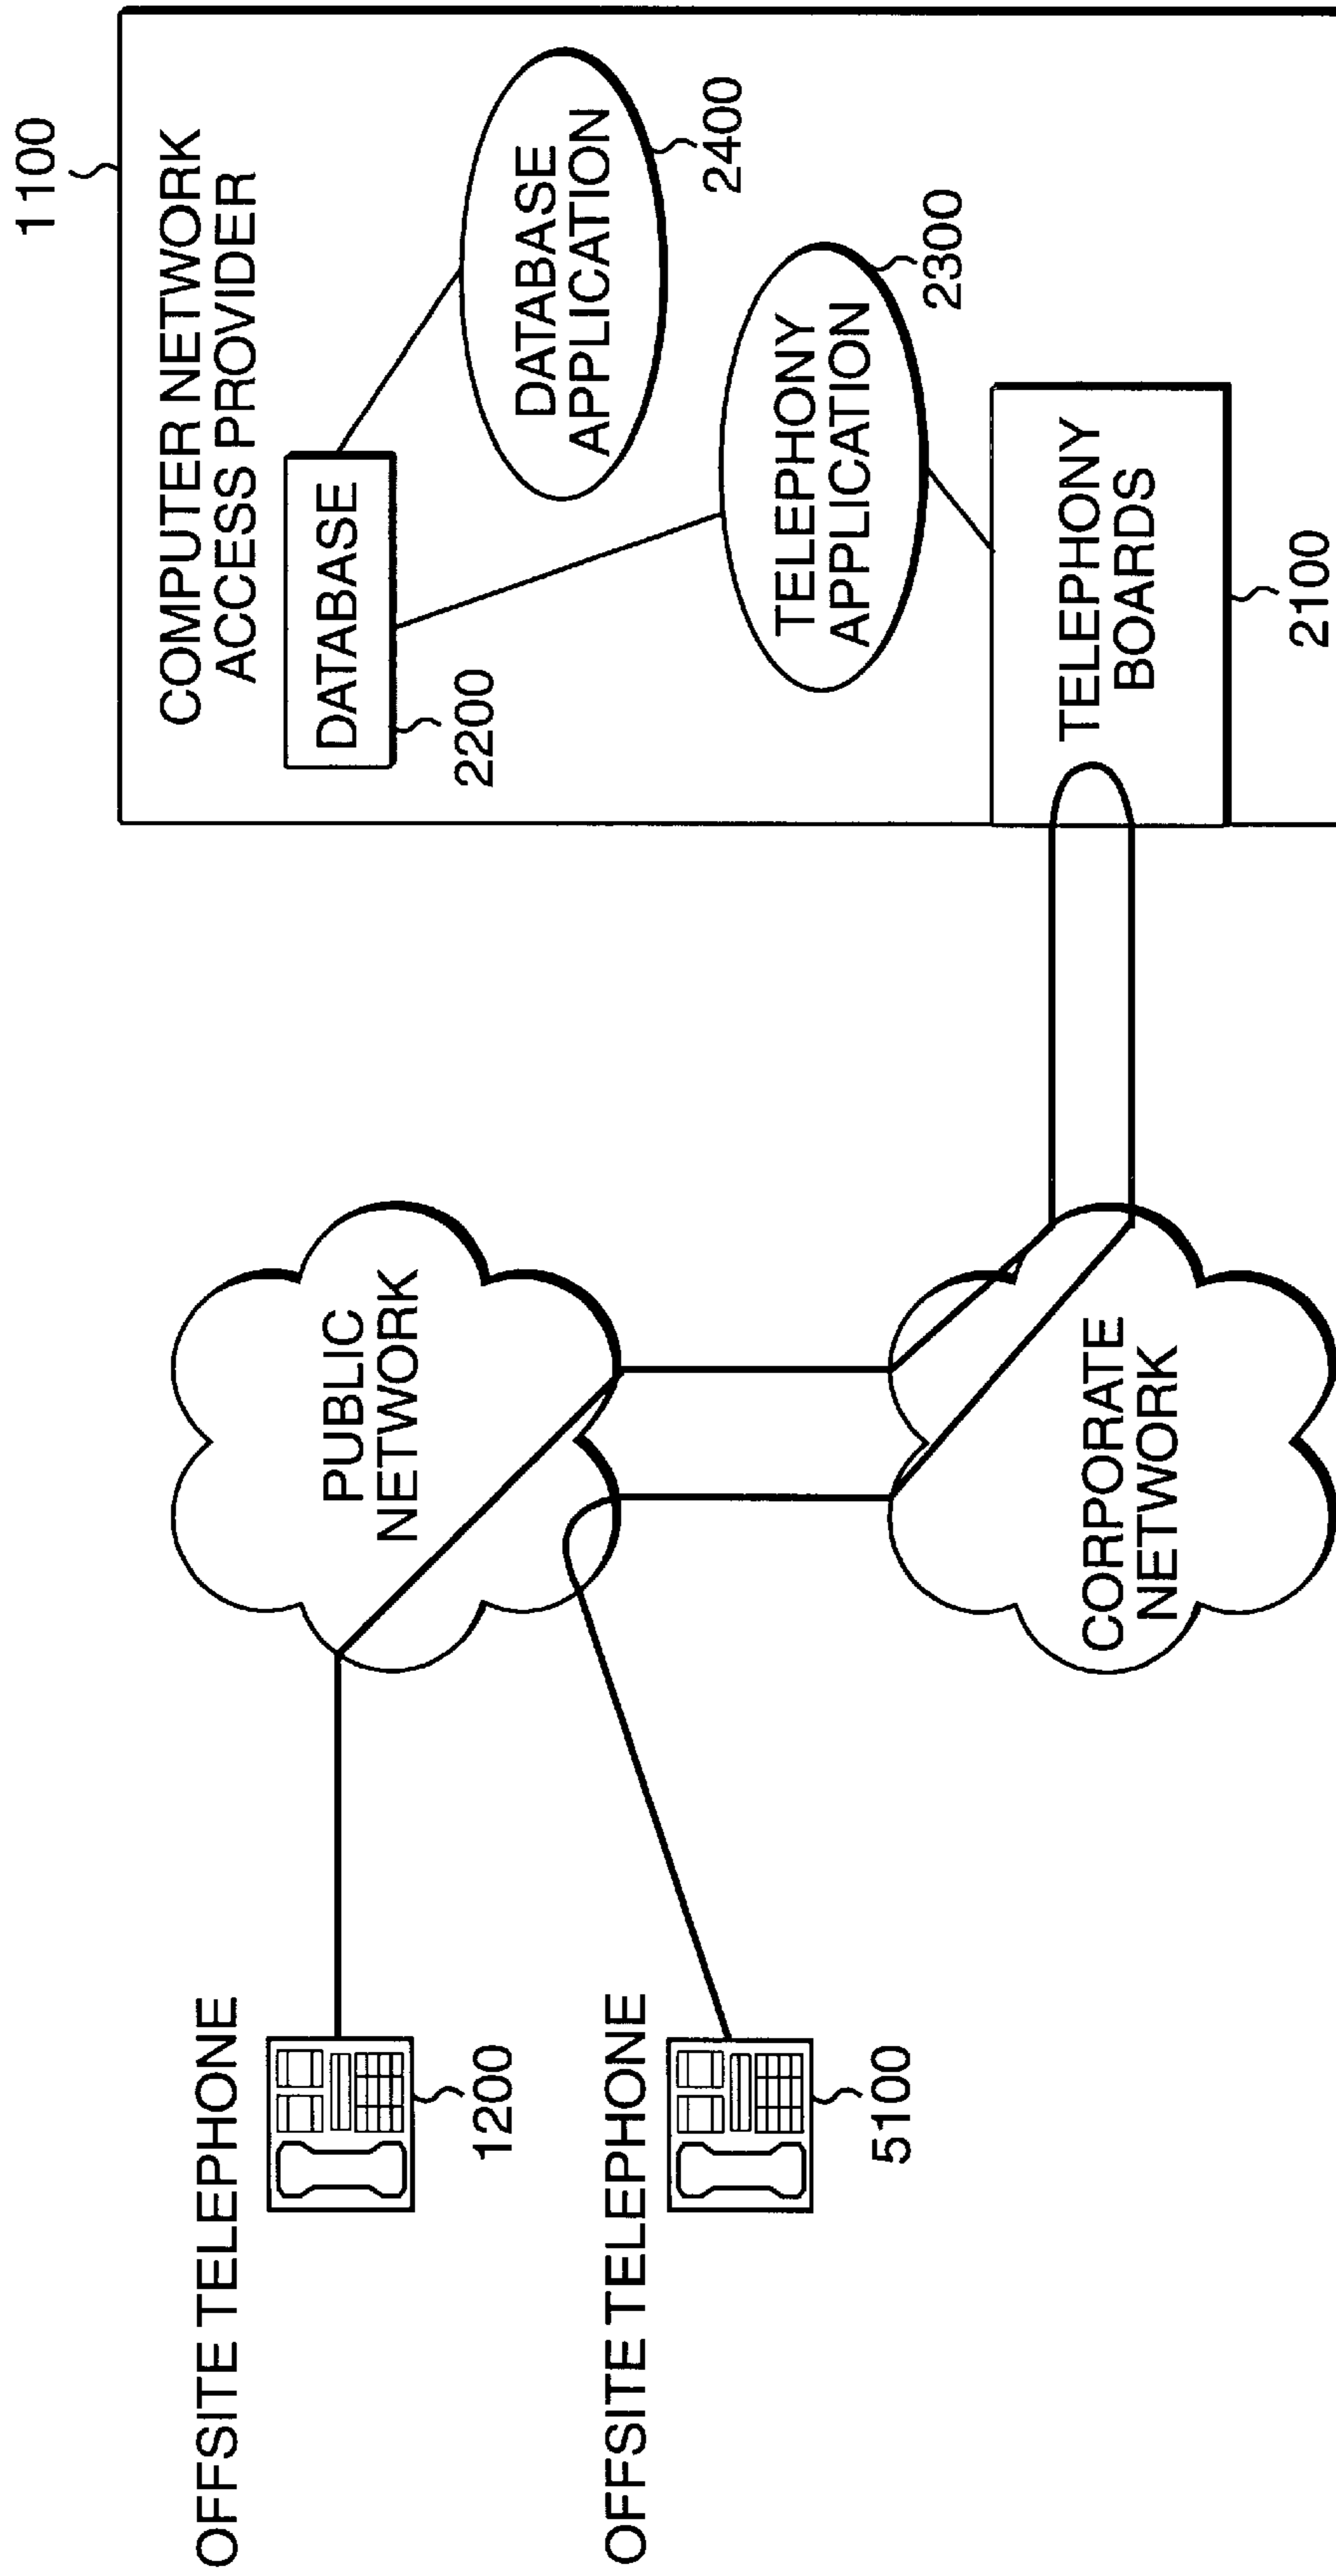 OFFSITE TELEPHONE
1200
OFFSITE TELEPHONE
5100
PUBLIC
NETWORK
CORPORATE
NETWORK
1100
COMPUTER NETWORK
ACCESS PROVIDER
DATABASE
2200
DATABASE
APPLICATION
2400
TELEPHONY
APPLICATION
2300
TELEPHONY
BOARDS
2100